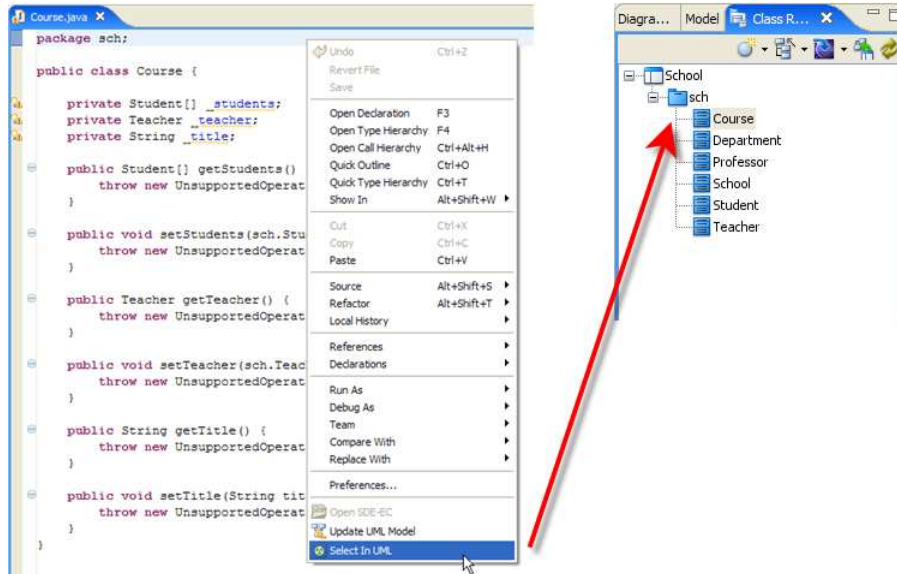 Course.java
package sch;
public class Course {
private Student[] _students;
private Teacher _teacher;
private String _title;
public Student[] getStudents()
throw new UnsupportedOperat
}
public void setStudents(sch.Stu
throw new UnsupportedOperat
}
public Teacher getTeacher() {
throw new UnsupportedOperat
}
public void setTeacher(sch.Teac
throw new UnsupportedOperat
}
public String getTitle() {
throw new UnsupportedOperat
}
public void setTitle(String tit
throw new UnsupportedOperat
}
}
Undo Ctrl+Z
Revert File
Save
Open Declaration F3
Open Type Hierarchy F4
Open Call Hierarchy Ctrl+Alt+H
Quick Outline Ctrl+O
Quick Type Hierarchy Ctrl+T
Show In Alt+Shift+W
Cut Ctrl+X
Copy Ctrl+C
Paste Ctrl+V
Source Alt+Shift+S
Refactor Alt+Shift+T
Local History
References
Declarations
Run As
Debug As
Team
Compare With
Replace With
Preferences...
Open SDE-EC
Update UML Model
Select In UML
Diagra... Model Class R...
School
sch
Course
Department
Professor
School
Student
Teacher